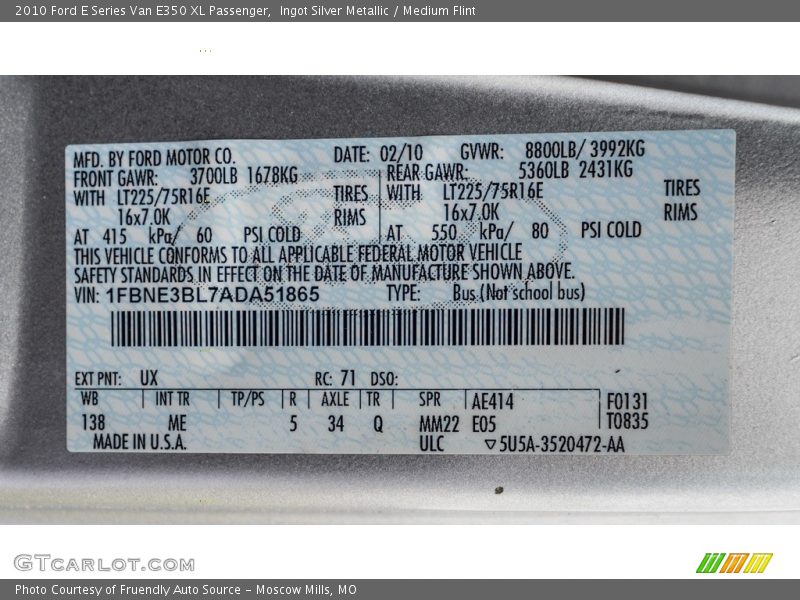 2010 Ford E Series Van E350 XL Passenger,  Ingot Silver Metallic / Medium Flint
MFD. BY FORD MOTOR CO. DATE: 02/10 GVWR: 8800LB/ 3992KG
FRONT GAWR: 3700LB 1678KG REAR GAWR: 5360LB 2431KG
WITH LT225/75R16E TIRES WITH LT225/75R16E TIRES
16x7.0K RIMS 16x7.0K RIMS
AT 415 kPa/ 60 PSI COLD AT 550 kPa/ 80 PSI COLD
THIS VEHICLE CONFORMS TO ALL APPLICABLE FEDERAL MOTOR VEHICLE
SAFETY STANDARDS IN EFFECT ON THE DATE OF MANUFACTURE SHOWN ABOVE.
VIN: 1FBNE3BL7ADA51865 TYPE: Bus (Not school bus)
EXT PNT: UX RC: 71 DSO:
WB INT TR TP/PS R AXLE TR SPR AE414 F0131
138 ME 5 34 Q MM22 E05 T0835
MADE IN U.S.A. ULC ▽5U5A-3520472-AA
GTCARLOT.COM
Photo Courtesy of Fruendly Auto Source - Moscow Mills, MO